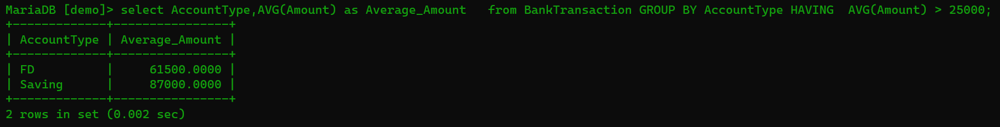 MariaDB [demo]> select AccountType,AVG(Amount) as Average_Amount   from BankTransaction GROUP BY AccountType HAVING  AVG(Amount) > 25000;
+-------------+----------------+
| AccountType | Average_Amount |
+-------------+----------------+
| FD          |     61500.0000 |
| Saving      |     87000.0000 |
+-------------+----------------+
2 rows in set (0.002 sec)